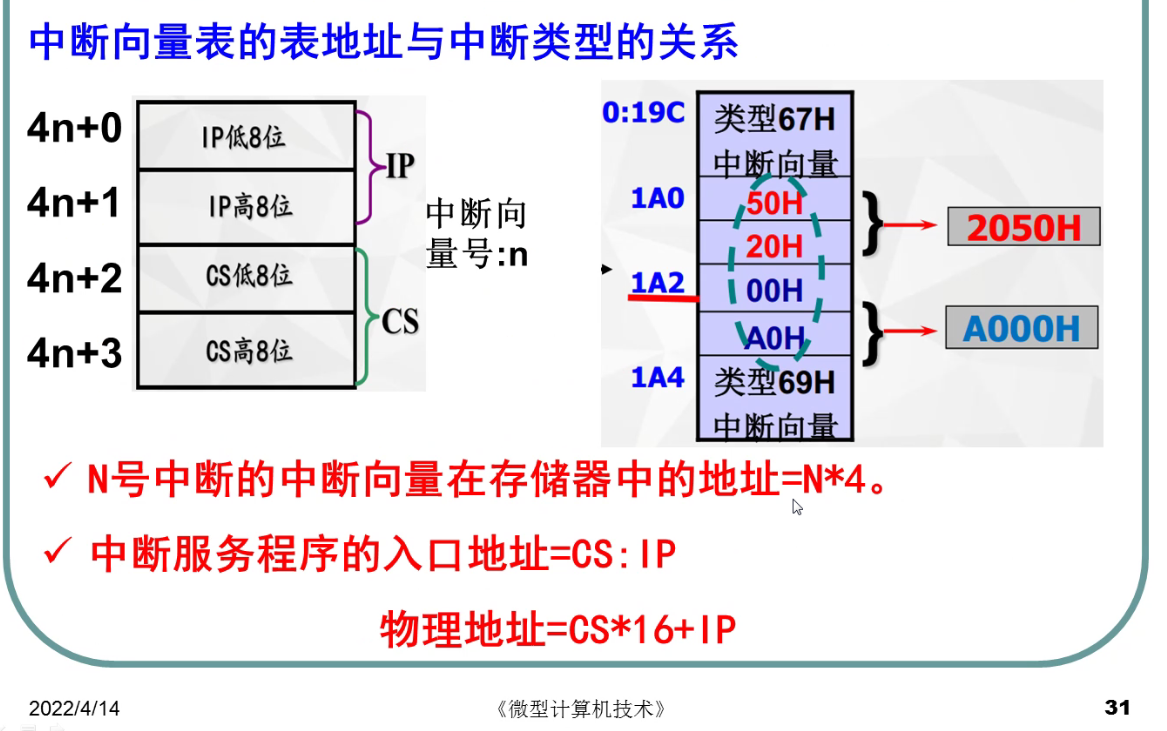 中断向量表的表地址与中断类型的关系
4n+0
IP低8位
4n+1
IP高8位
IP
4n+2
CS低8位
4n+3
CS高8位
CS
中断向
量号:n
0:19C
类型67H
中断向量
1A0
50H
20H
2050H
1A2
00H
A0H
A000H
1A4
类型69H
中断向量
✓ N号中断的中断向量在存储器中的地址=N*4。
✓ 中断服务程序的入口地址=CS:IP
物理地址=CS*16+IP
2022/4/14
《微型计算机技术》
31